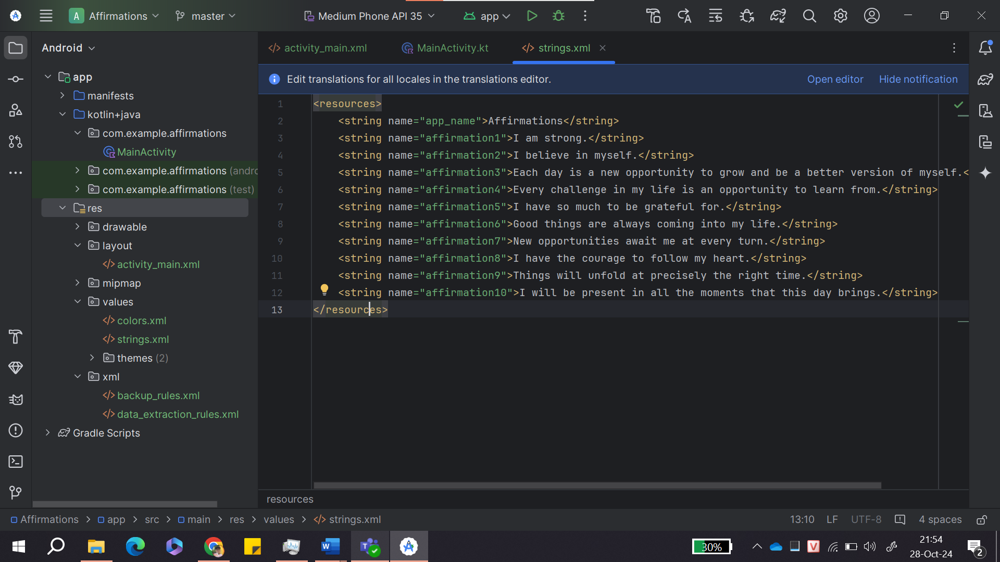 A Affirmations master Medium Phone API 35 app
Android
activity_main.xml MainActivity.kt strings.xml
Edit translations for all locales in the translations editor. Open editor Hide notification
app
manifests
kotlin+java
com.example.affirmations
MainActivity
com.example.affirmations (andro
com.example.affirmations (test)
res
drawable
layout
activity_main.xml
mipmap
values
colors.xml
strings.xml
themes (2)
xml
backup_rules.xml
data_extraction_rules.xml
Gradle Scripts
1 <resources>
2 <string name="app_name">Affirmations</string>
3 <string name="affirmation1">I am strong.</string>
4 <string name="affirmation2">I believe in myself.</string>
5 <string name="affirmation3">Each day is a new opportunity to grow and be a better version of myself.<
6 <string name="affirmation4">Every challenge in my life is an opportunity to learn from.</string>
7 <string name="affirmation5">I have so much to be grateful for.</string>
8 <string name="affirmation6">Good things are always coming into my life.</string>
9 <string name="affirmation7">New opportunities await me at every turn.</string>
10 <string name="affirmation8">I have the courage to follow my heart.</string>
11 <string name="affirmation9">Things will unfold at precisely the right time.</string>
12 <string name="affirmation10">I will be present in all the moments that this day brings.</string>
13 </resources>
resources
Affirmations > app > src > main > res > values > strings.xml 13:10 LF UTF-8 4 spaces
30% 21:54
28-Oct-24
2